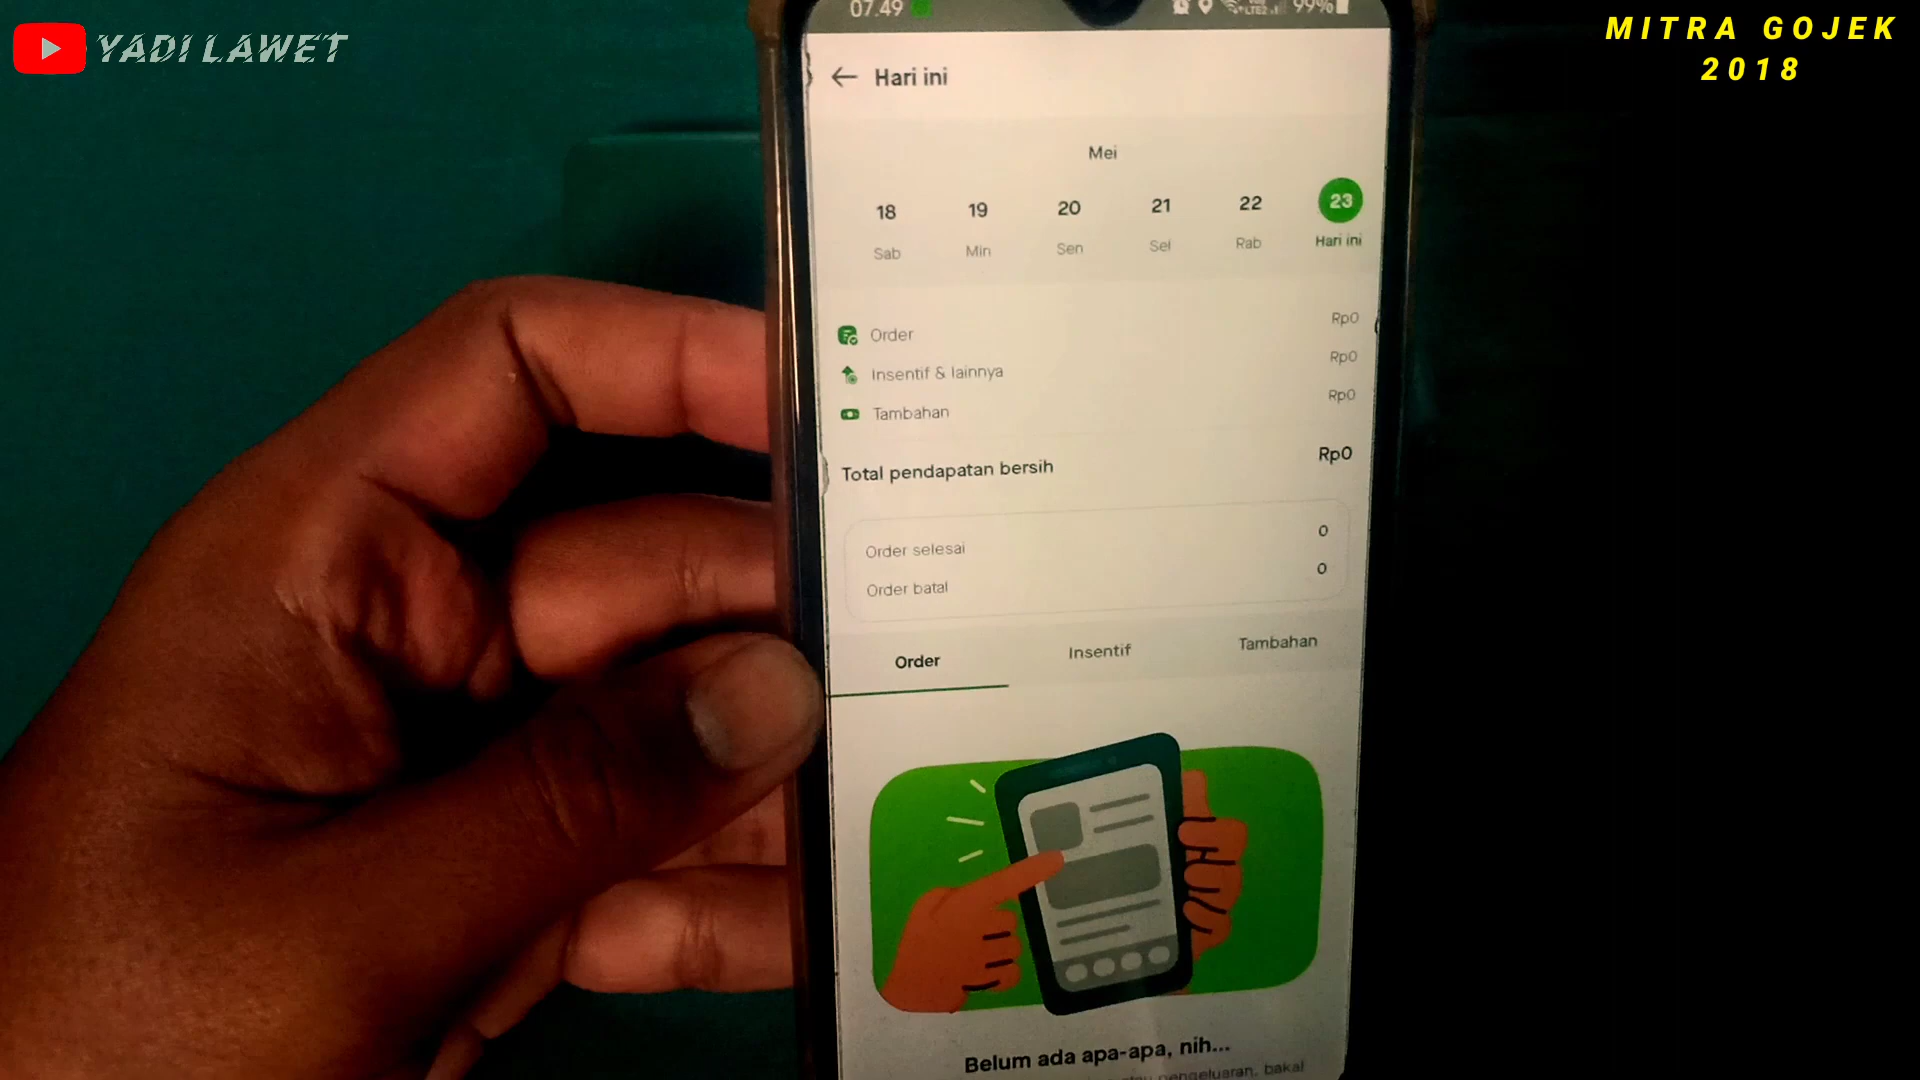 YADI LAWET
MITRA GOJEK
2018
07.49
99%
Hari ini
Mei
18 19 20 21 22 23
Sab Min Sen Sel Rab Hari ini
Order Rp0
Insentif & lainnya Rp0
Tambahan Rp0
Total pendapatan bersih Rp0
Order selesai 0
Order batal 0
Order Insentif Tambahan
Belum ada apa-apa, nih...
pengeluaran, bakal